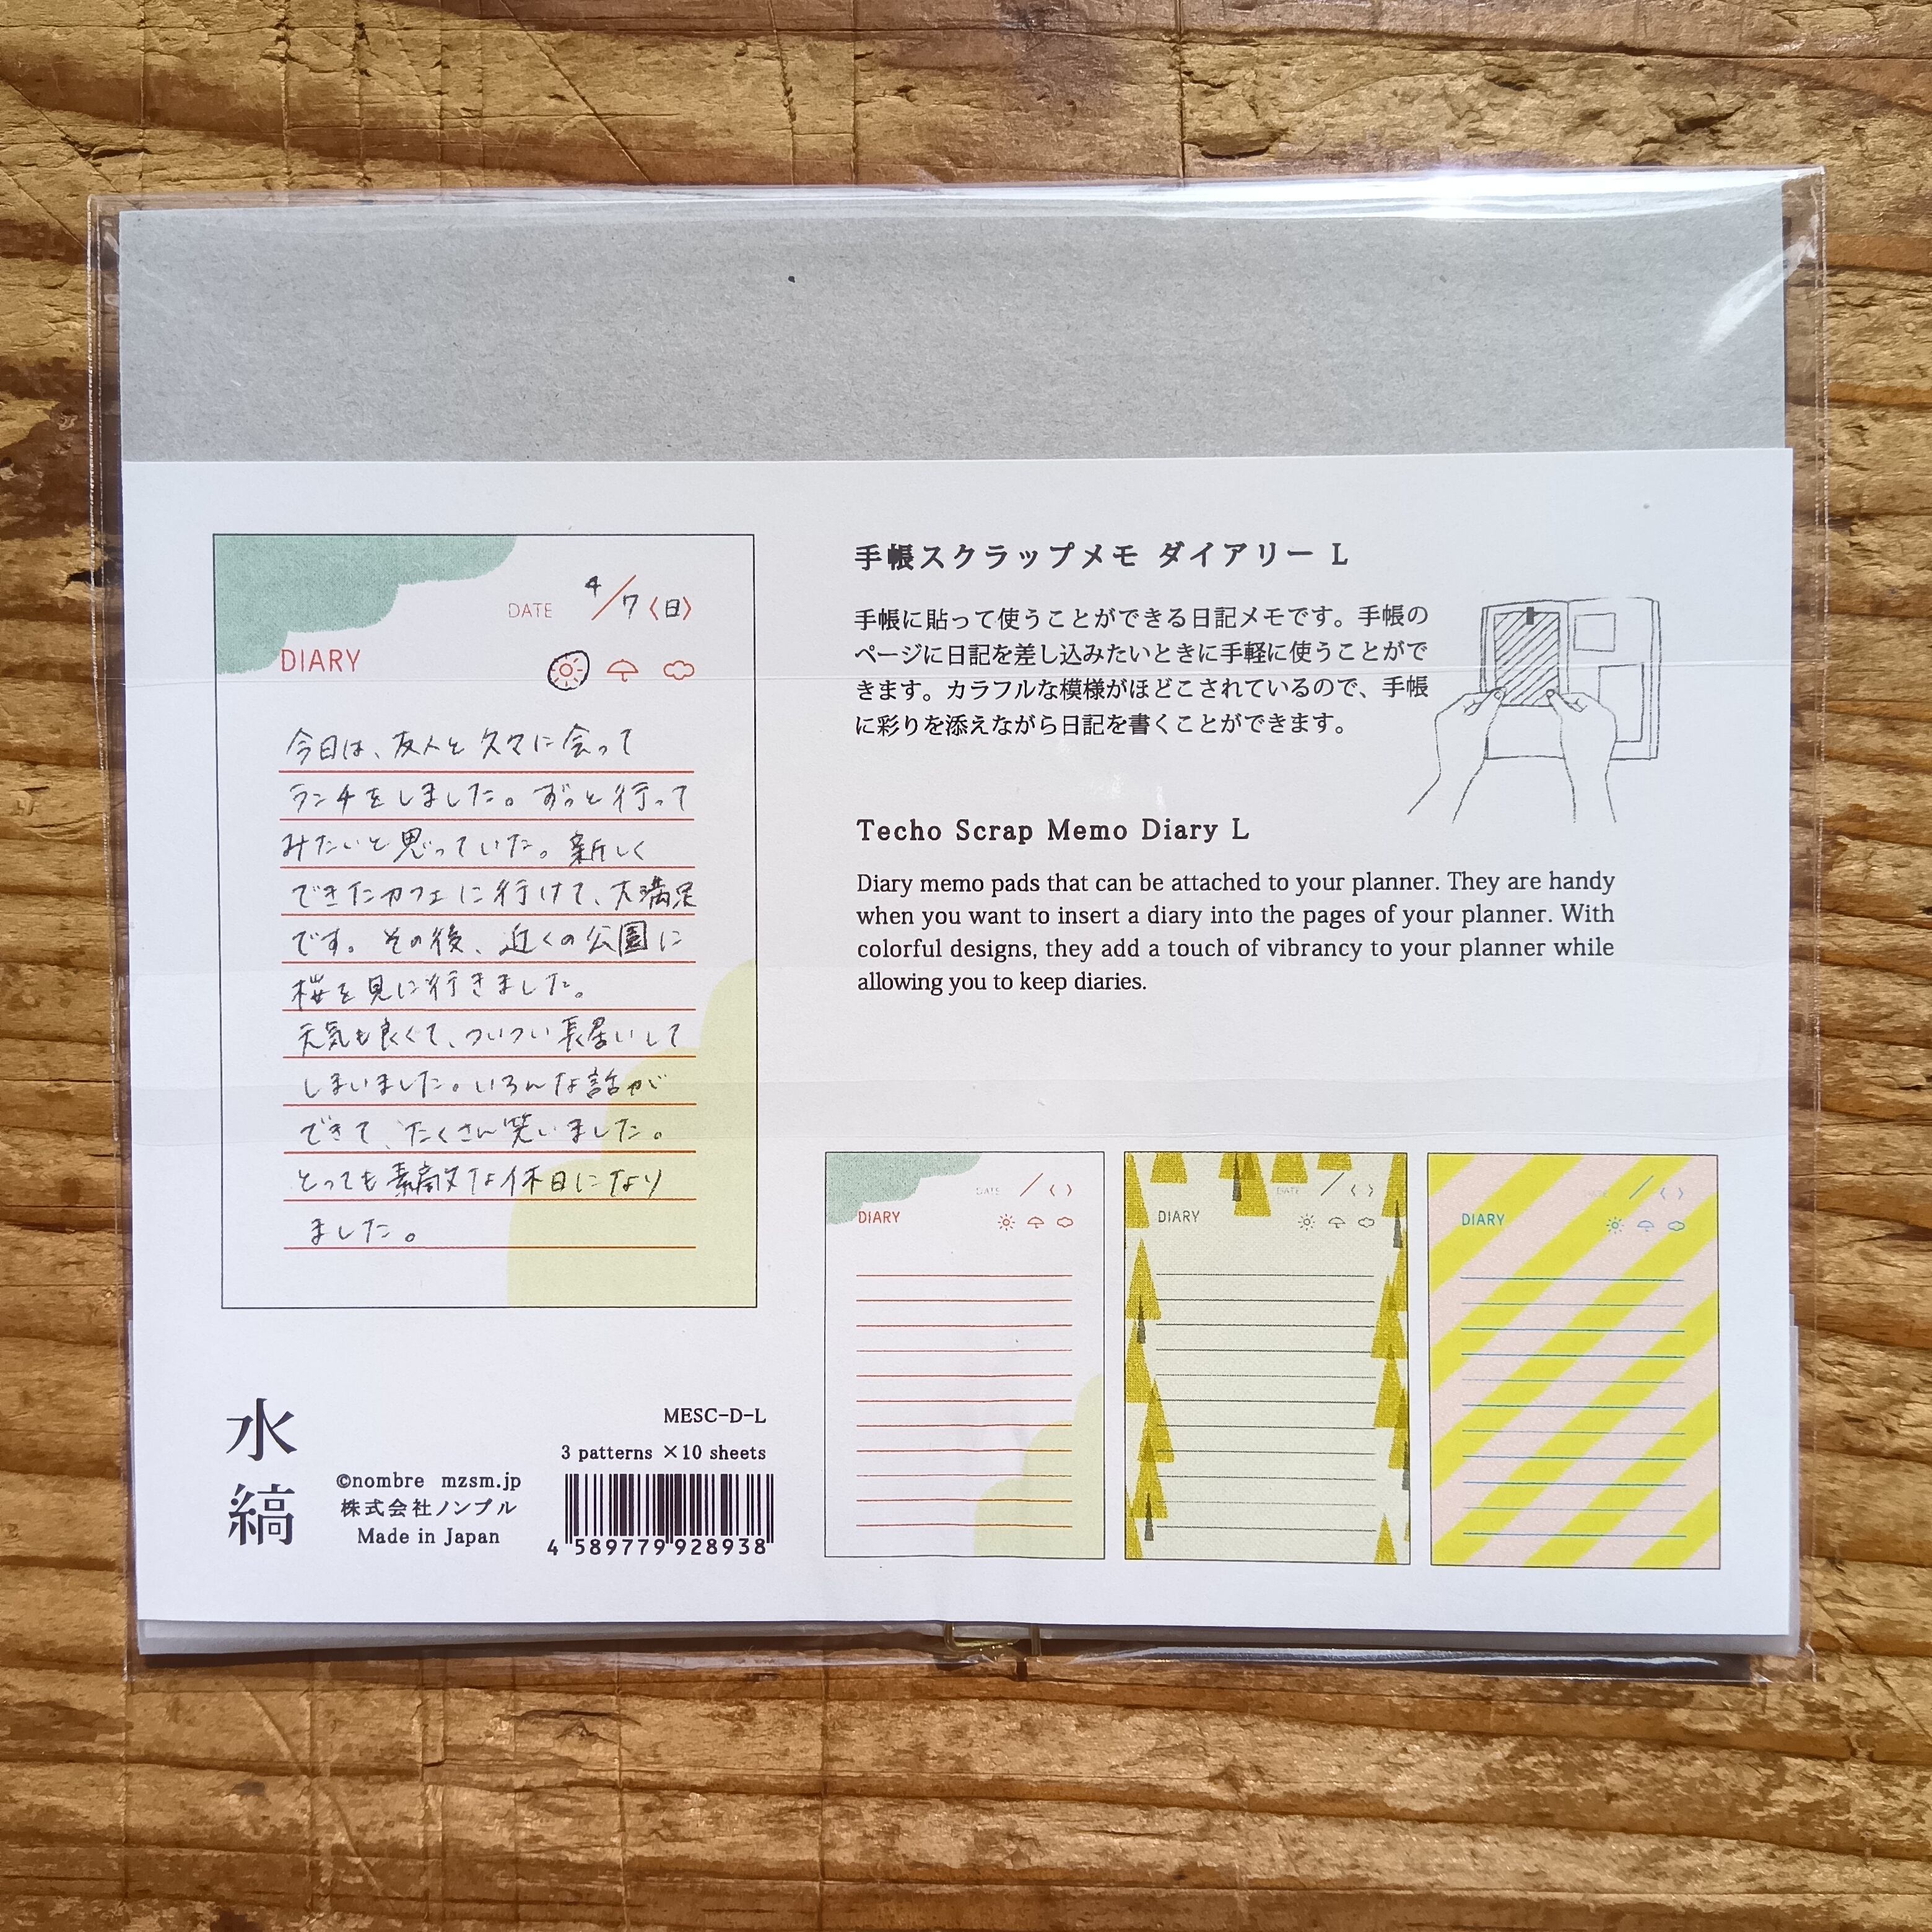 DATE 4/7〈日〉
DIARY
今日は、友人と久々に会って
ランチをしました。ずっと行って
みたいと思っていた。新しく
できたカフェに行けて、大満足
です。その後、近くの公園に
桜を見に行きました。
天気も良くて、ついつい長居いして
しまいました。いろんな話が
できて、たくさん笑いました。
とっても素敵な休日になり
ました。
手帳スクラップメモ ダイアリー L
手帳に貼って使うことができる日記メモです。手帳の
ページに日記を差し込みたいときに手軽に使うことがで
きます。カラフルな模様がほどこされているので、手帳
に彩りを添えながら日記を書くことができます。
Techo Scrap Memo Diary L
Diary memo pads that can be attached to your planner. They are handy
when you want to insert a diary into the pages of your planner. With
colorful designs, they add a touch of vibrancy to your planner while
allowing you to keep diaries.
DATE /〈 〉
DIARY
DATE /〈 〉
DIARY
/〈 〉
DIARY
水縞
©nombre mzsm.jp
株式会社ノンブル
Made in Japan
MESC-D-L
3 patterns ×10 sheets
4 589779 928938